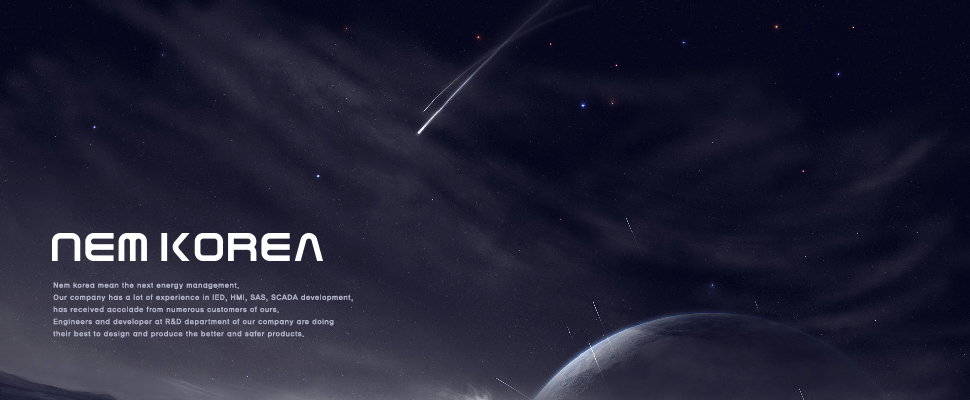 NEM KOREA
Nem korea mean the next energy management.
Our company has a lot of experience in IED, HMI, SAS, SCADA development,
has received accolade from numerous customers of ours.
Engineers and developer at R&D department of our company are doing
their best to design and produce the better and safer products.